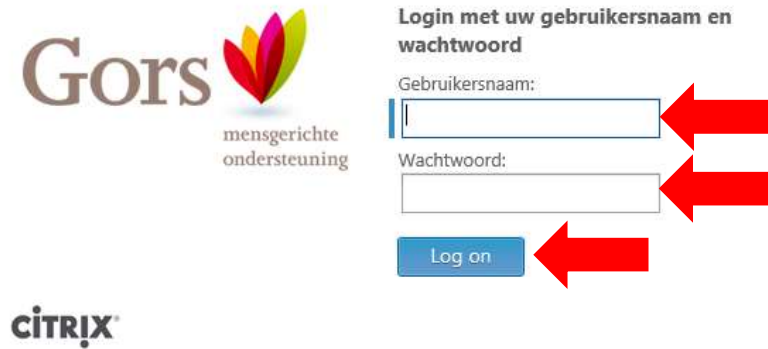 Gors
mensgerichte
ondersteuning
Login met uw gebruikersnaam en
wachtwoord
Gebruikersnaam:
Wachtwoord:
Log on
CITRIX®